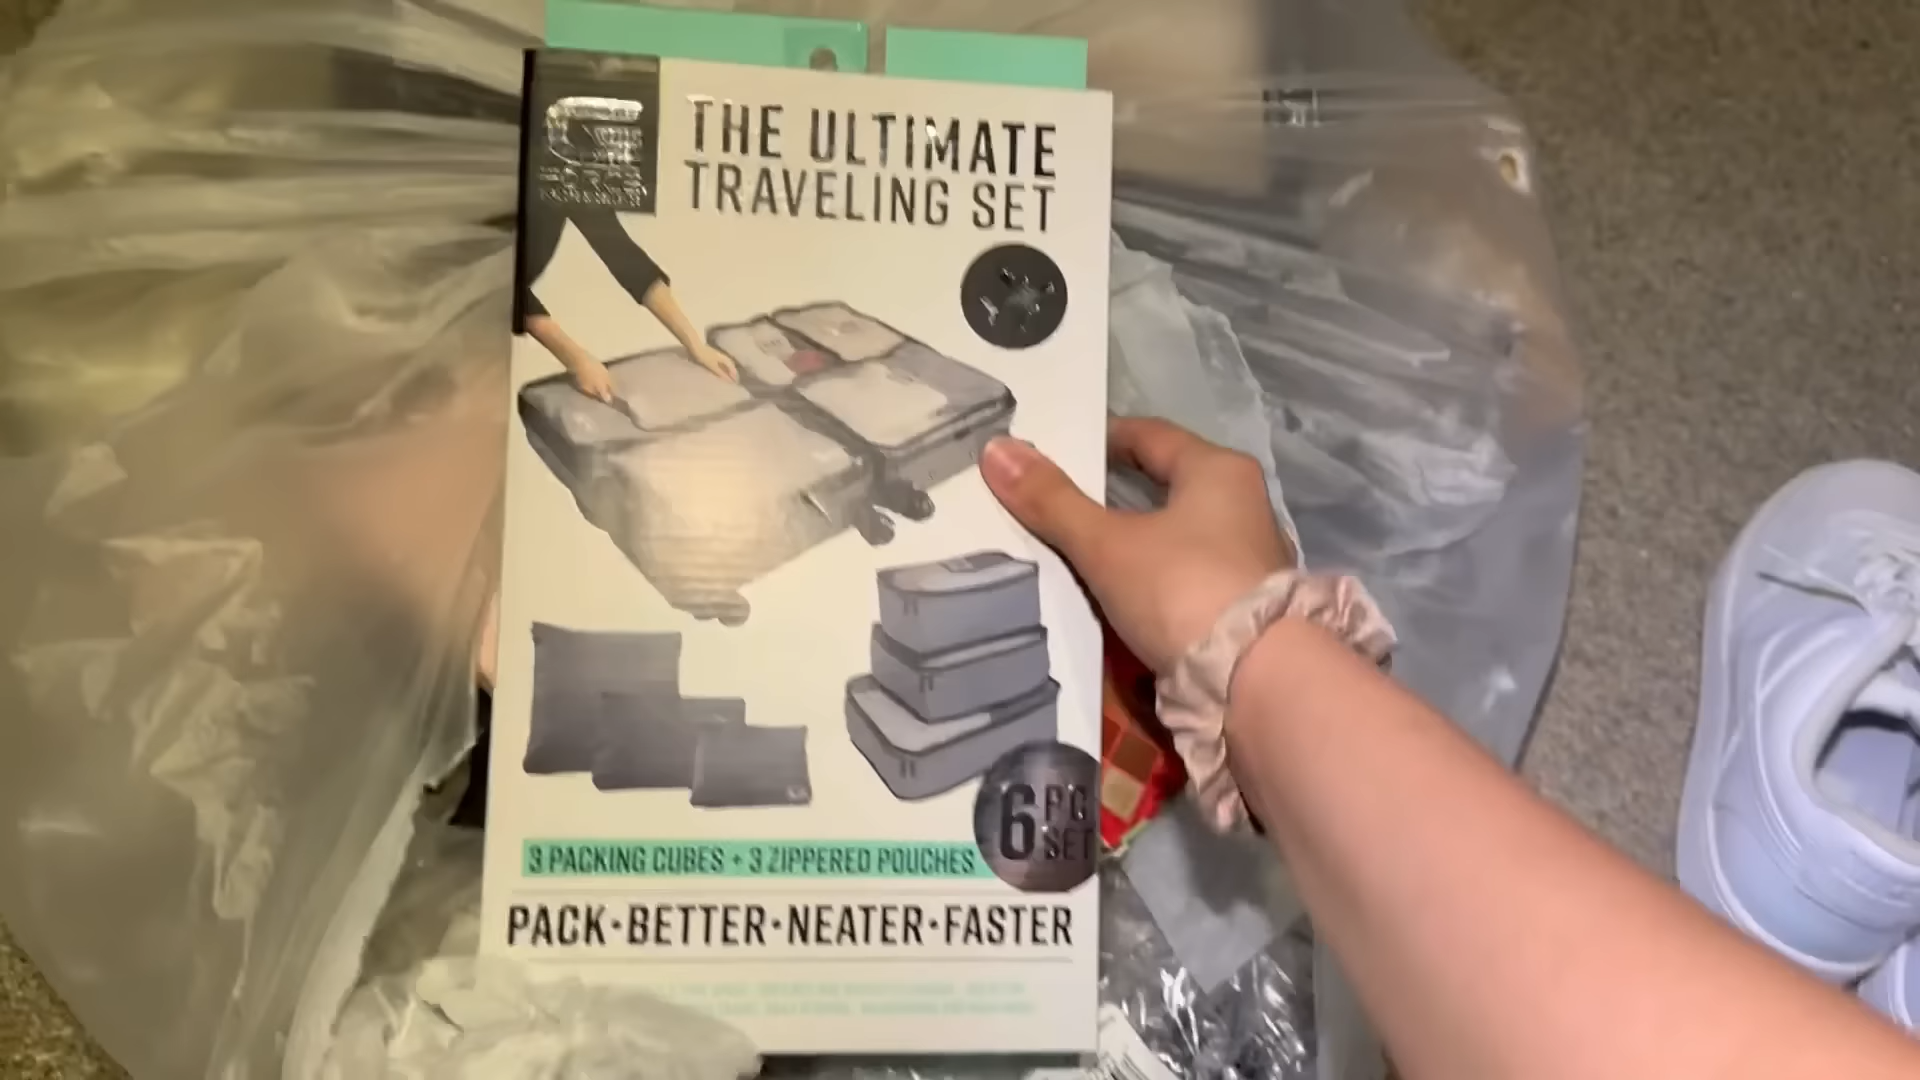 THE ULTIMATE
TRAVELING SET
6 PC
SET
3 PACKING CUBES + 3 ZIPPERED POUCHES
PACK·BETTER·NEATER·FASTER